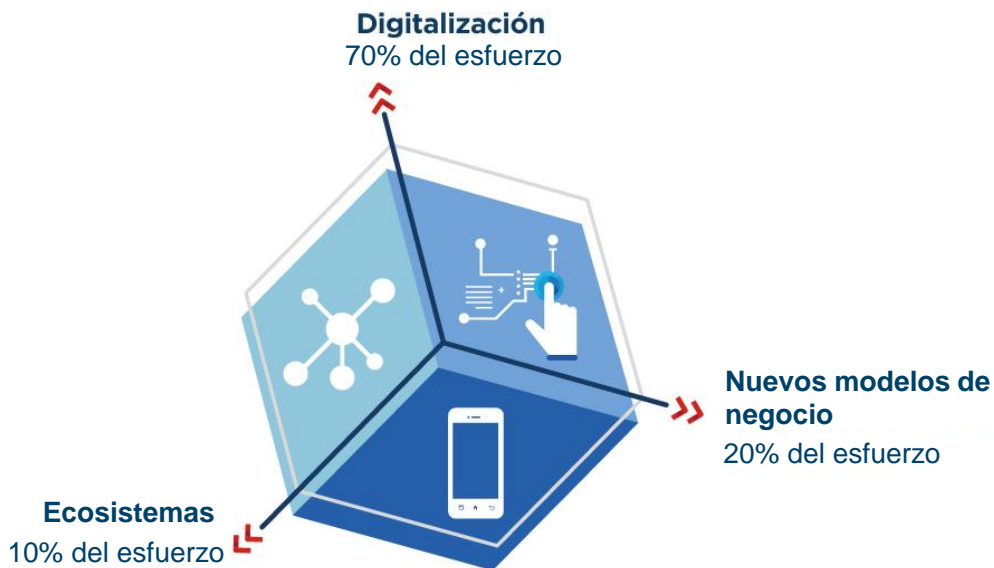 Digitalización
70% del esfuerzo
Nuevos modelos de
negocio
20% del esfuerzo
Ecosistemas
10% del esfuerzo